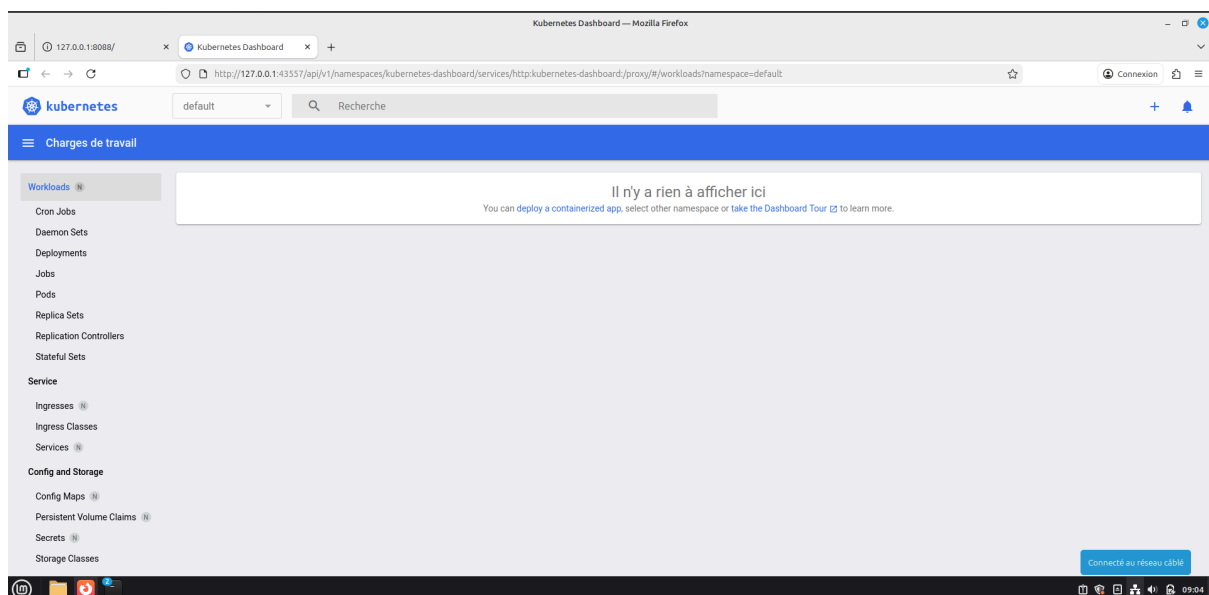 Kubernetes Dashboard — Mozilla Firefox
127.0.0.1:8088/
Kubernetes Dashboard
http://127.0.0.1:43557/api/v1/namespaces/kubernetes-dashboard/services/http:kubernetes-dashboard:/proxy/#/workloads?namespace=default
Connexion
kubernetes
default
Recherche
Charges de travail
Workloads N
Il n'y a rien à afficher ici
You can deploy a containerized app, select other namespace or take the Dashboard Tour to learn more.
Cron Jobs
Daemon Sets
Deployments
Jobs
Pods
Replica Sets
Replication Controllers
Stateful Sets
Service
Ingresses N
Ingress Classes
Services N
Config and Storage
Config Maps N
Persistent Volume Claims N
Secrets N
Storage Classes
Connecté au réseau câblé
2
09:04